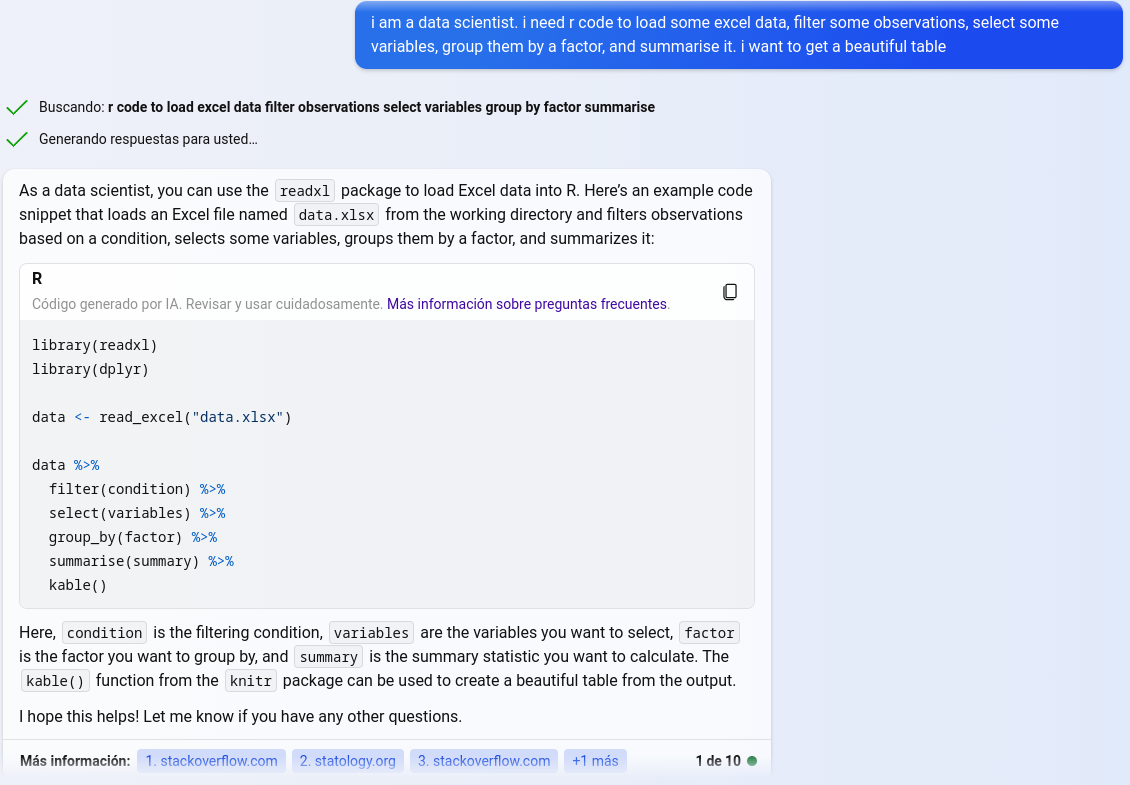 i am a data scientist. i need r code to load some excel data, filter some observations, select some
variables, group them by a factor, and summarise it. i want to get a beautiful table
Buscando: r code to load excel data filter observations select variables group by factor summarise
Generando respuestas para usted…
As a data scientist, you can use the readxl package to load Excel data into R. Here’s an example code
snippet that loads an Excel file named data.xlsx from the working directory and filters observations
based on a condition, selects some variables, groups them by a factor, and summarizes it:
R
Código generado por IA. Revisar y usar cuidadosamente. Más información sobre preguntas frecuentes.
library(readxl)
library(dplyr)
data <- read_excel("data.xlsx")
data %>%
  filter(condition) %>%
  select(variables) %>%
  group_by(factor) %>%
  summarise(summary) %>%
  kable()
Here, condition is the filtering condition, variables are the variables you want to select, factor
is the factor you want to group by, and summary is the summary statistic you want to calculate. The
kable() function from the knitr package can be used to create a beautiful table from the output.
I hope this helps! Let me know if you have any other questions.
Más información: 1. stackoverflow.com 2. statology.org 3. stackoverflow.com +1 más 1 de 10